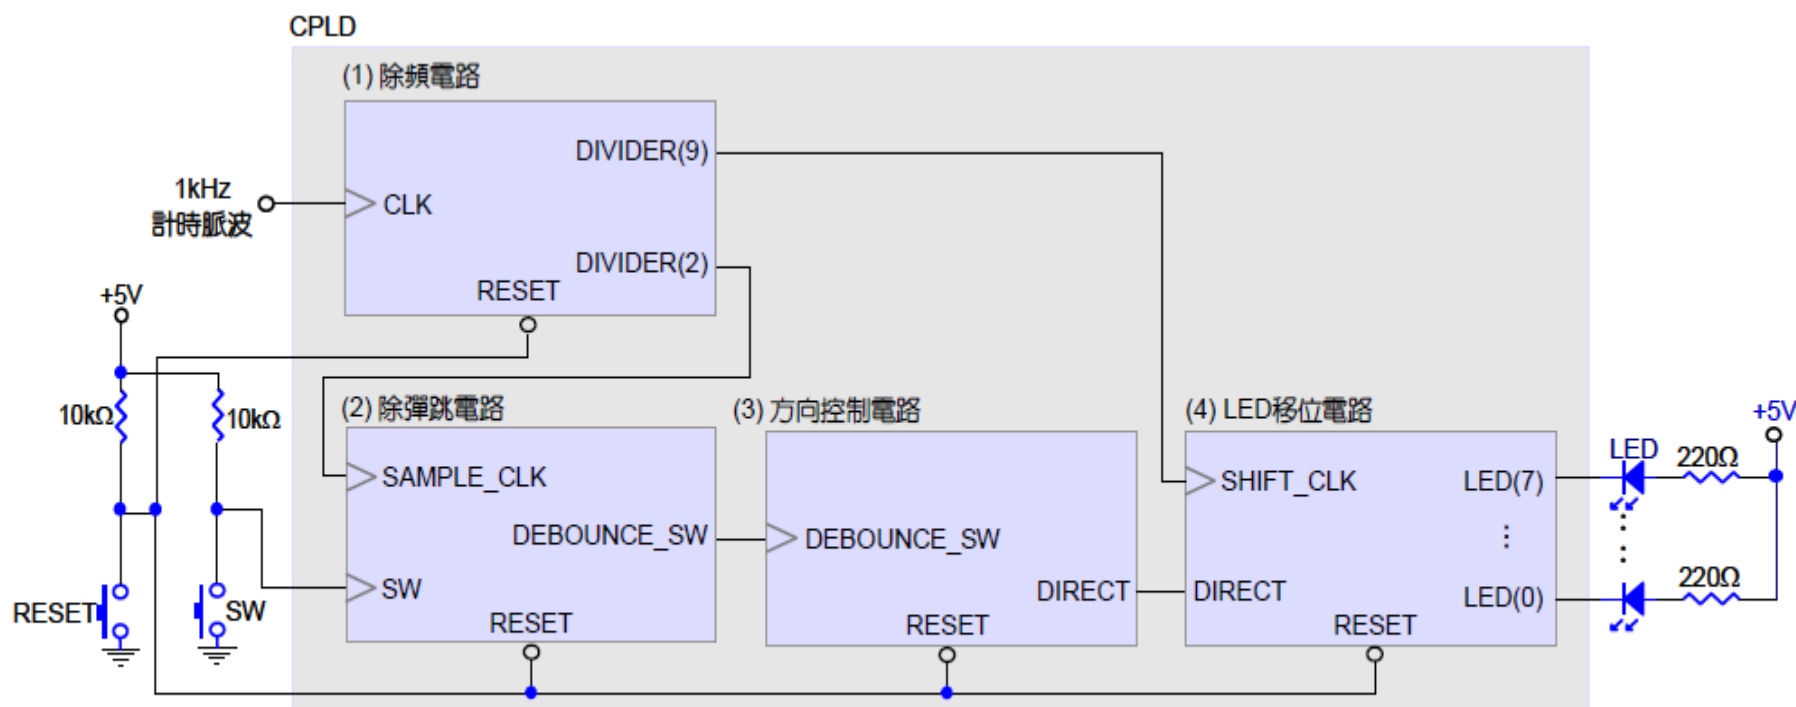 CPLD
(1) 除頻電路
DIVIDER(9)
1kHz
計時脈波
CLK
DIVIDER(2)
RESET
+5V
10kΩ
10kΩ
(2) 除彈跳電路
SAMPLE_CLK
DEBOUNCE_SW
SW
RESET
RESET
SW
(3) 方向控制電路
DEBOUNCE_SW
DIRECT
RESET
(4) LED移位電路
SHIFT_CLK
LED(7)
⋮
DIRECT
LED(0)
RESET
LED
220Ω
+5V
220Ω